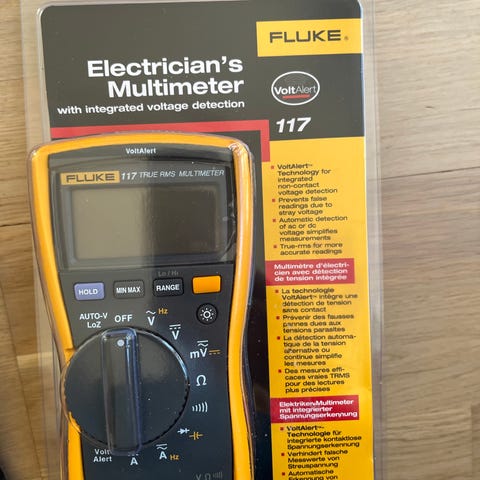 FLUKE®
Electrician's
Multimeter
with integrated voltage detection
VoltAlert
117
VoltAlert™
Technology for
integrated
non-contact
voltage detection
Prevents false
readings due to
stray voltage
Automatic detection
of ac or dc
voltage simplifies
measurements
True-rms for more
accurate readings
Multimètre d'électri-
cien avec détection
de tension intégrée
La technologie
VoltAlert™ intègre une
détection de tension
sans contact
Prévenir des fausses
pannes dues aux
tensions parasites
La détection automa-
tique de la tension
alternative ou
continue simplifie
les mesures
Des mesures effi-
caces vraies TRMS
pour des lectures
plus précises
Elektriker-Multimeter
mit integrierter
Spannungserkennung
VoltAlert™-
Technologie für
integrierte kontaktlose
Spannungserkennung
Verhindert falsche
Messwerte von
Streuspannung
Automatische
Erkennung von
VoltAlert
FLUKE 117 TRUE RMS MULTIMETER
Lo / Hi
HOLD
MIN MAX
RANGE
AUTO-V
LoZ
OFF
V Hz
V
mV
Ω
Volt
Alert
A
A Hz
V Ω